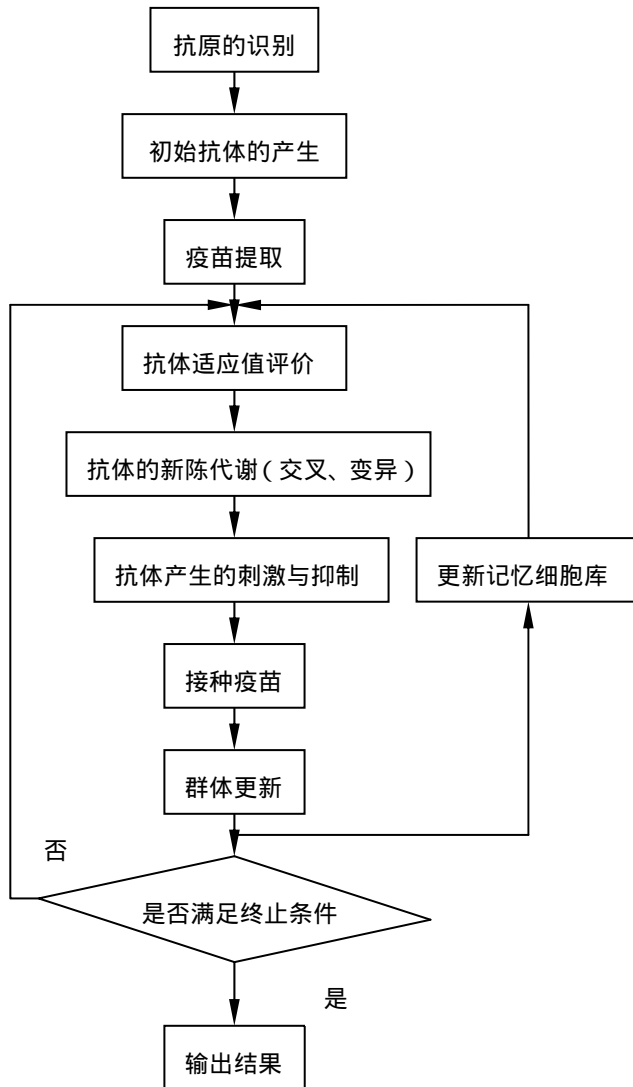 抗原的识别
初始抗体的产生
疫苗提取
抗体适应值评价
抗体的新陈代谢(交叉、变异)
抗体产生的刺激与抑制
更新记忆细胞库
接种疫苗
群体更新
否
是否满足终止条件
是
输出结果